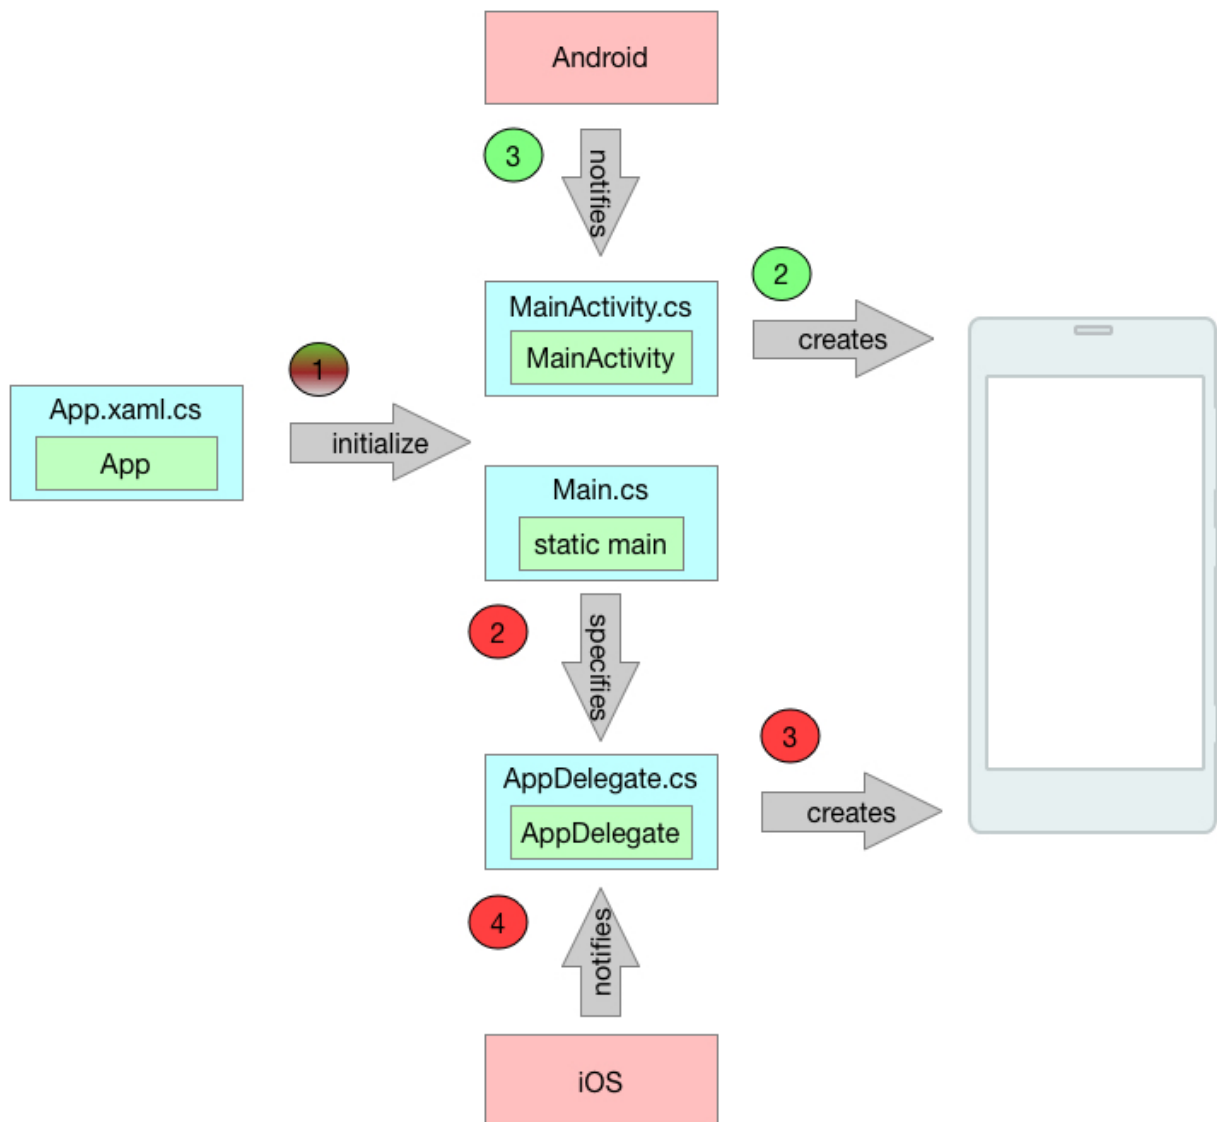 Android
3
notifies
2
MainActivity.cs
creates
MainActivity
1
App.xaml.cs
initialize
App
Main.cs
static main
2
specifies
3
AppDelegate.cs
creates
AppDelegate
4
notifies
iOS